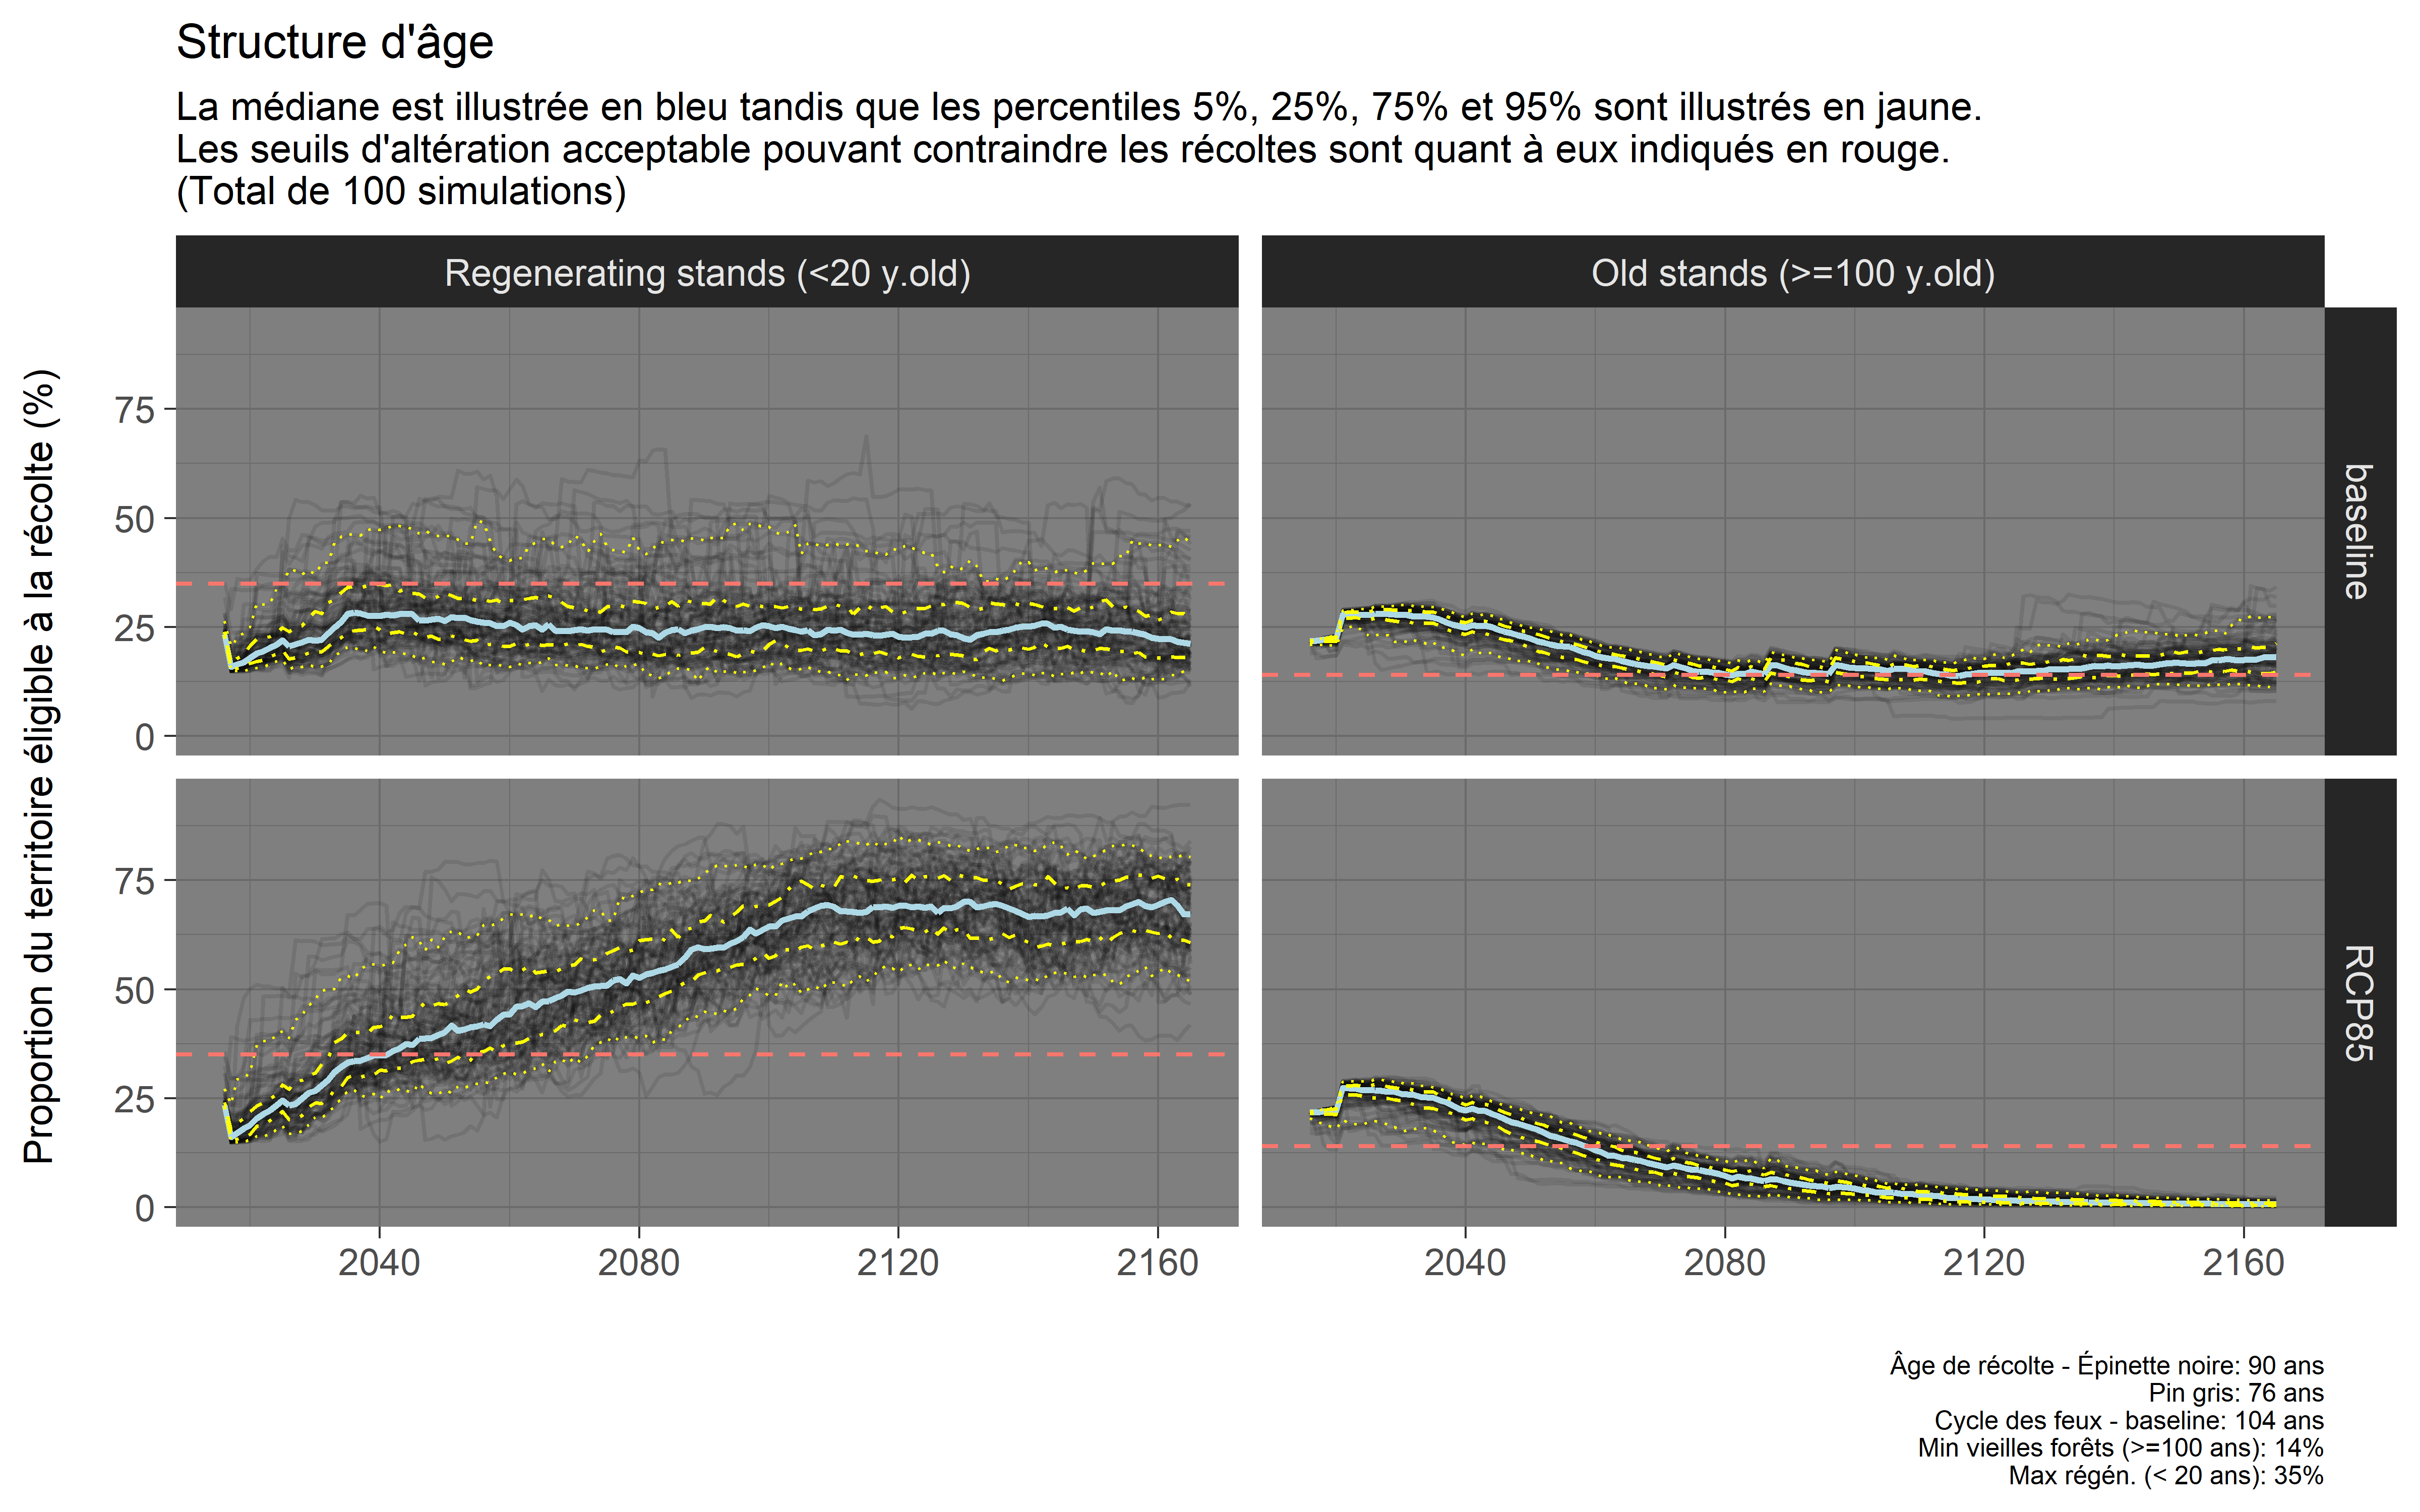 Structure d'âge
La médiane est illustrée en bleu tandis que les percentiles 5%, 25%, 75% et 95% sont illustrés en jaune.
Les seuils d'altération acceptable pouvant contraindre les récoltes sont quant à eux indiqués en rouge.
(Total de 100 simulations)
Regenerating stands (<20 y.old)
Old stands (>=100 y.old)
Proportion du territoire éligible à la récolte (%)
75
50
25
0
baseline
75
50
25
0
RCP85
2040
2080
2120
2160
2040
2080
2120
2160
Âge de récolte - Épinette noire: 90 ans
Pin gris: 76 ans
Cycle des feux - baseline: 104 ans
Min vieilles forêts (>=100 ans): 14%
Max régén. (< 20 ans): 35%